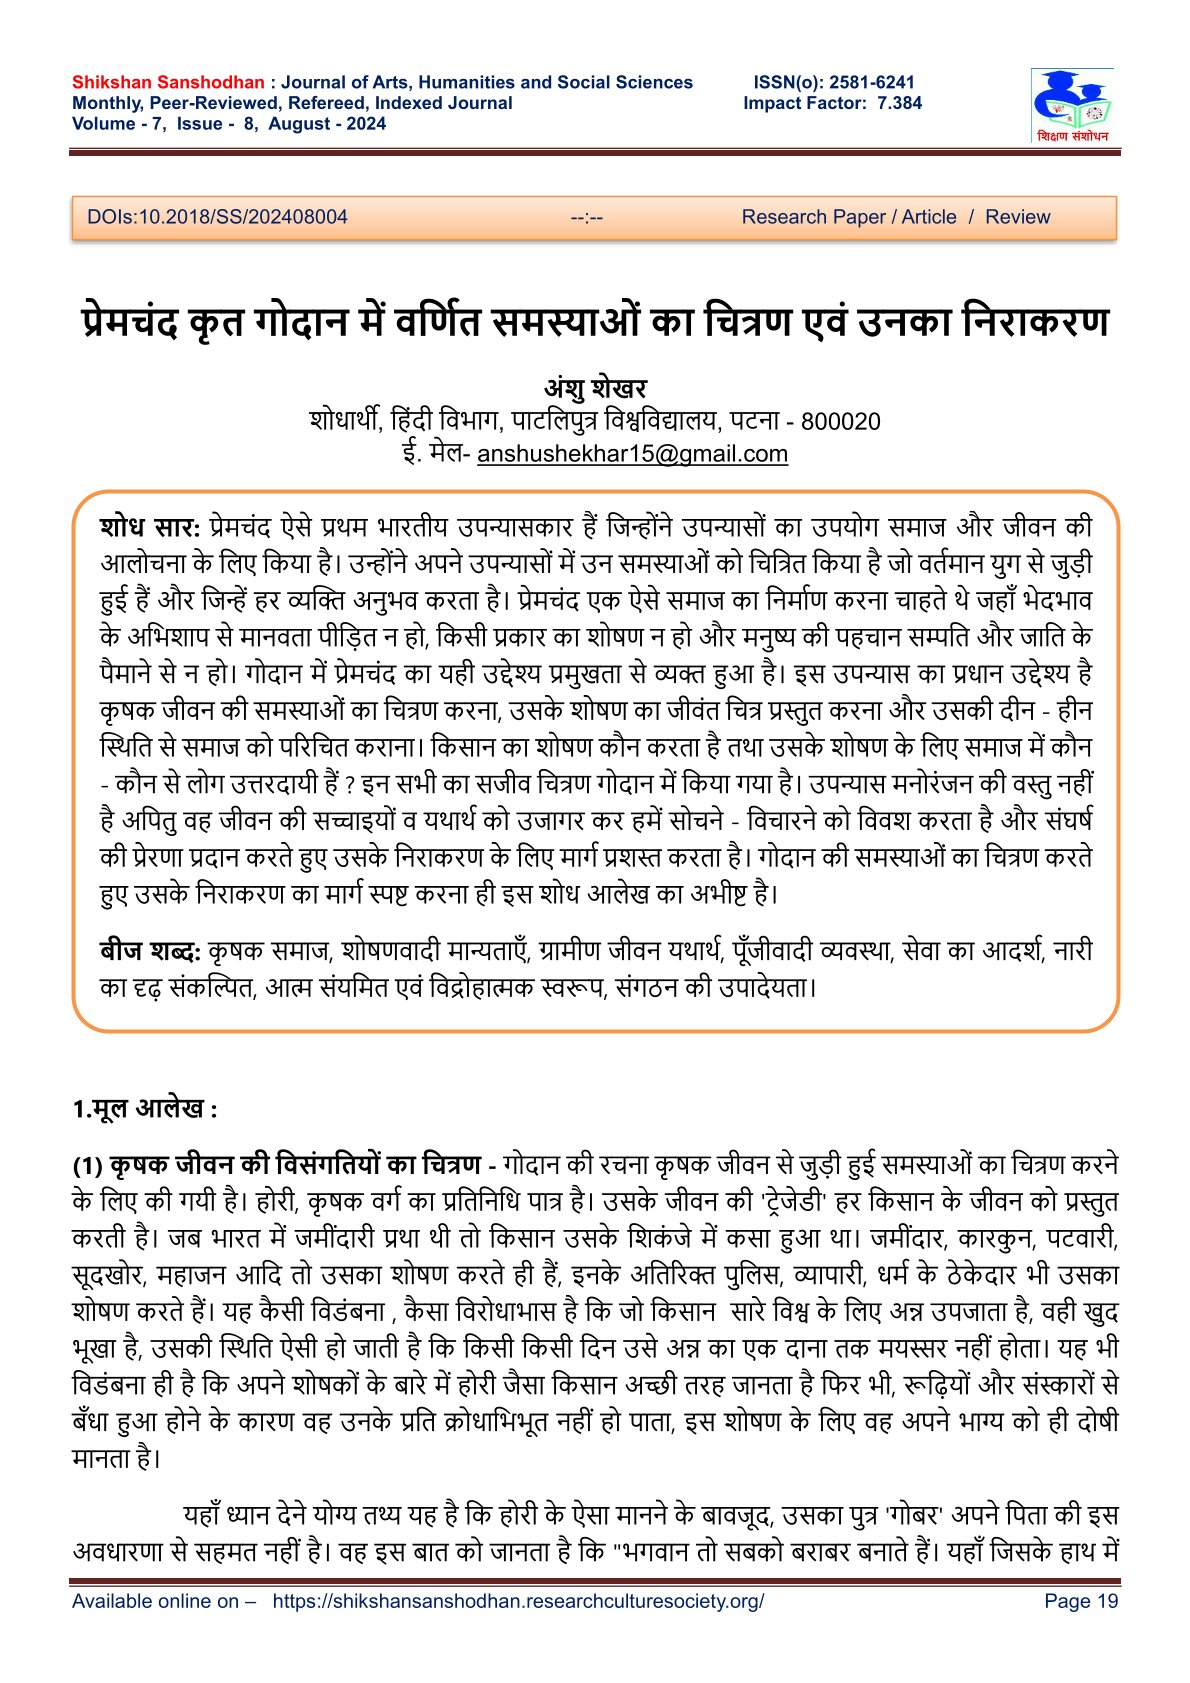 Shikshan Sanshodhan : Journal of Arts, Humanities and Social Sciences ISSN(o): 2581-6241
Monthly, Peer-Reviewed, Refereed, Indexed Journal Impact Factor: 7.384
Volume - 7, Issue - 8, August - 2024
शिक्षण संशोधन
DOIs:10.2018/SS/202408004 --:-- Research Paper / Article / Review
प्रेमचंद कृत गोदान में वर्णित समस्याओं का चित्रण एवं उनका निराकरण
अंशु शेखर
शोधार्थी, हिंदी विभाग, पाटलिपुत्र विश्वविद्यालय, पटना - 800020
ई. मेल- anshushekhar15@gmail.com
शोध सार: प्रेमचंद ऐसे प्रथम भारतीय उपन्यासकार हैं जिन्होंने उपन्यासों का उपयोग समाज और जीवन की
आलोचना के लिए किया है। उन्होंने अपने उपन्यासों में उन समस्याओं को चित्रित किया है जो वर्तमान युग से जुड़ी
हुई हैं और जिन्हें हर व्यक्ति अनुभव करता है। प्रेमचंद एक ऐसे समाज का निर्माण करना चाहते थे जहाँ भेदभाव
के अभिशाप से मानवता पीड़ित न हो, किसी प्रकार का शोषण न हो और मनुष्य की पहचान सम्पति और जाति के
पैमाने से न हो। गोदान में प्रेमचंद का यही उद्देश्य प्रमुखता से व्यक्त हुआ है। इस उपन्यास का प्रधान उद्देश्य है
कृषक जीवन की समस्याओं का चित्रण करना, उसके शोषण का जीवंत चित्र प्रस्तुत करना और उसकी दीन - हीन
स्थिति से समाज को परिचित कराना। किसान का शोषण कौन करता है तथा उसके शोषण के लिए समाज में कौन
- कौन से लोग उत्तरदायी हैं ? इन सभी का सजीव चित्रण गोदान में किया गया है। उपन्यास मनोरंजन की वस्तु नहीं
है अपितु वह जीवन की सच्चाइयों व यथार्थ को उजागर कर हमें सोचने - विचारने को विवश करता है और संघर्ष
की प्रेरणा प्रदान करते हुए उसके निराकरण के लिए मार्ग प्रशस्त करता है। गोदान की समस्याओं का चित्रण करते
हुए उसके निराकरण का मार्ग स्पष्ट करना ही इस शोध आलेख का अभीष्ट है।
बीज शब्द: कृषक समाज, शोषणवादी मान्यताएँ, ग्रामीण जीवन यथार्थ, पूँजीवादी व्यवस्था, सेवा का आदर्श, नारी
का दृढ़ संकल्पित, आत्म संयमित एवं विद्रोहात्मक स्वरूप, संगठन की उपादेयता।
1.मूल आलेख :
(1) कृषक जीवन की विसंगतियों का चित्रण - गोदान की रचना कृषक जीवन से जुड़ी हुई समस्याओं का चित्रण करने
के लिए की गयी है। होरी, कृषक वर्ग का प्रतिनिधि पात्र है। उसके जीवन की 'ट्रेजेडी' हर किसान के जीवन को प्रस्तुत
करती है। जब भारत में जमींदारी प्रथा थी तो किसान उसके शिकंजे में कसा हुआ था। जमींदार, कारकुन, पटवारी,
सूदखोर, महाजन आदि तो उसका शोषण करते ही हैं, इनके अतिरिक्त पुलिस, व्यापारी, धर्म के ठेकेदार भी उसका
शोषण करते हैं। यह कैसी विडंबना , कैसा विरोधाभास है कि जो किसान सारे विश्व के लिए अन्न उपजाता है, वही खुद
भूखा है, उसकी स्थिति ऐसी हो जाती है कि किसी किसी दिन उसे अन्न का एक दाना तक मयस्सर नहीं होता। यह भी
विडंबना ही है कि अपने शोषकों के बारे में होरी जैसा किसान अच्छी तरह जानता है फिर भी, रूढ़ियों और संस्कारों से
बँधा हुआ होने के कारण वह उनके प्रति क्रोधाभिभूत नहीं हो पाता, इस शोषण के लिए वह अपने भाग्य को ही दोषी
मानता है।
यहाँ ध्यान देने योग्य तथ्य यह है कि होरी के ऐसा मानने के बावजूद, उसका पुत्र 'गोबर' अपने पिता की इस
अवधारणा से सहमत नहीं है। वह इस बात को जानता है कि "भगवान तो सबको बराबर बनाते हैं। यहाँ जिसके हाथ में
Available online on – https://shikshansanshodhan.researchculturesociety.org/ Page 19